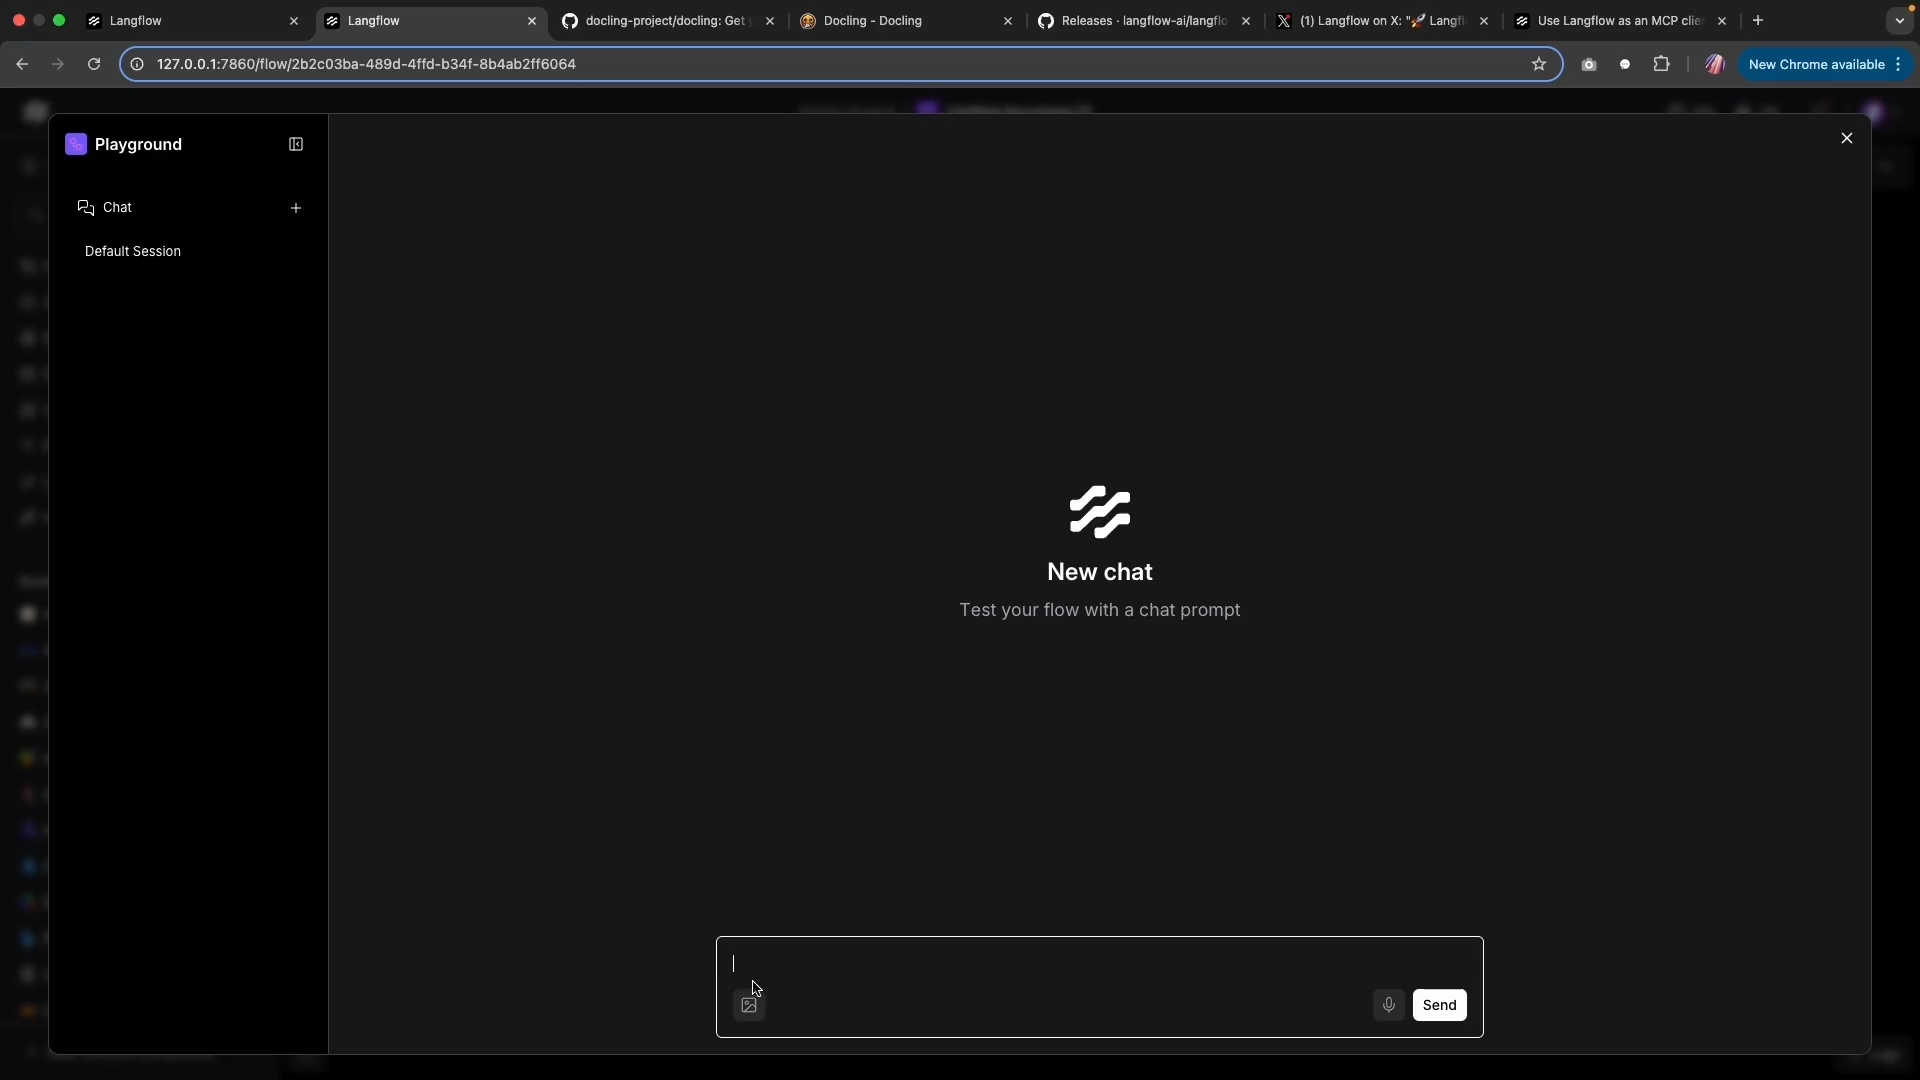 Langflow
Langflow
docling-project/docling: Get
Docling - Docling
Releases · langflow-ai/langflo
(1) Langflow on X: "🚀 Langfl
Use Langflow as an MCP clie
127.0.0.1:7860/flow/2b2c03ba-489d-4ffd-b34f-8b4ab2ff6064
New Chrome available
Playground
Chat
Default Session
New chat
Test your flow with a chat prompt
Send